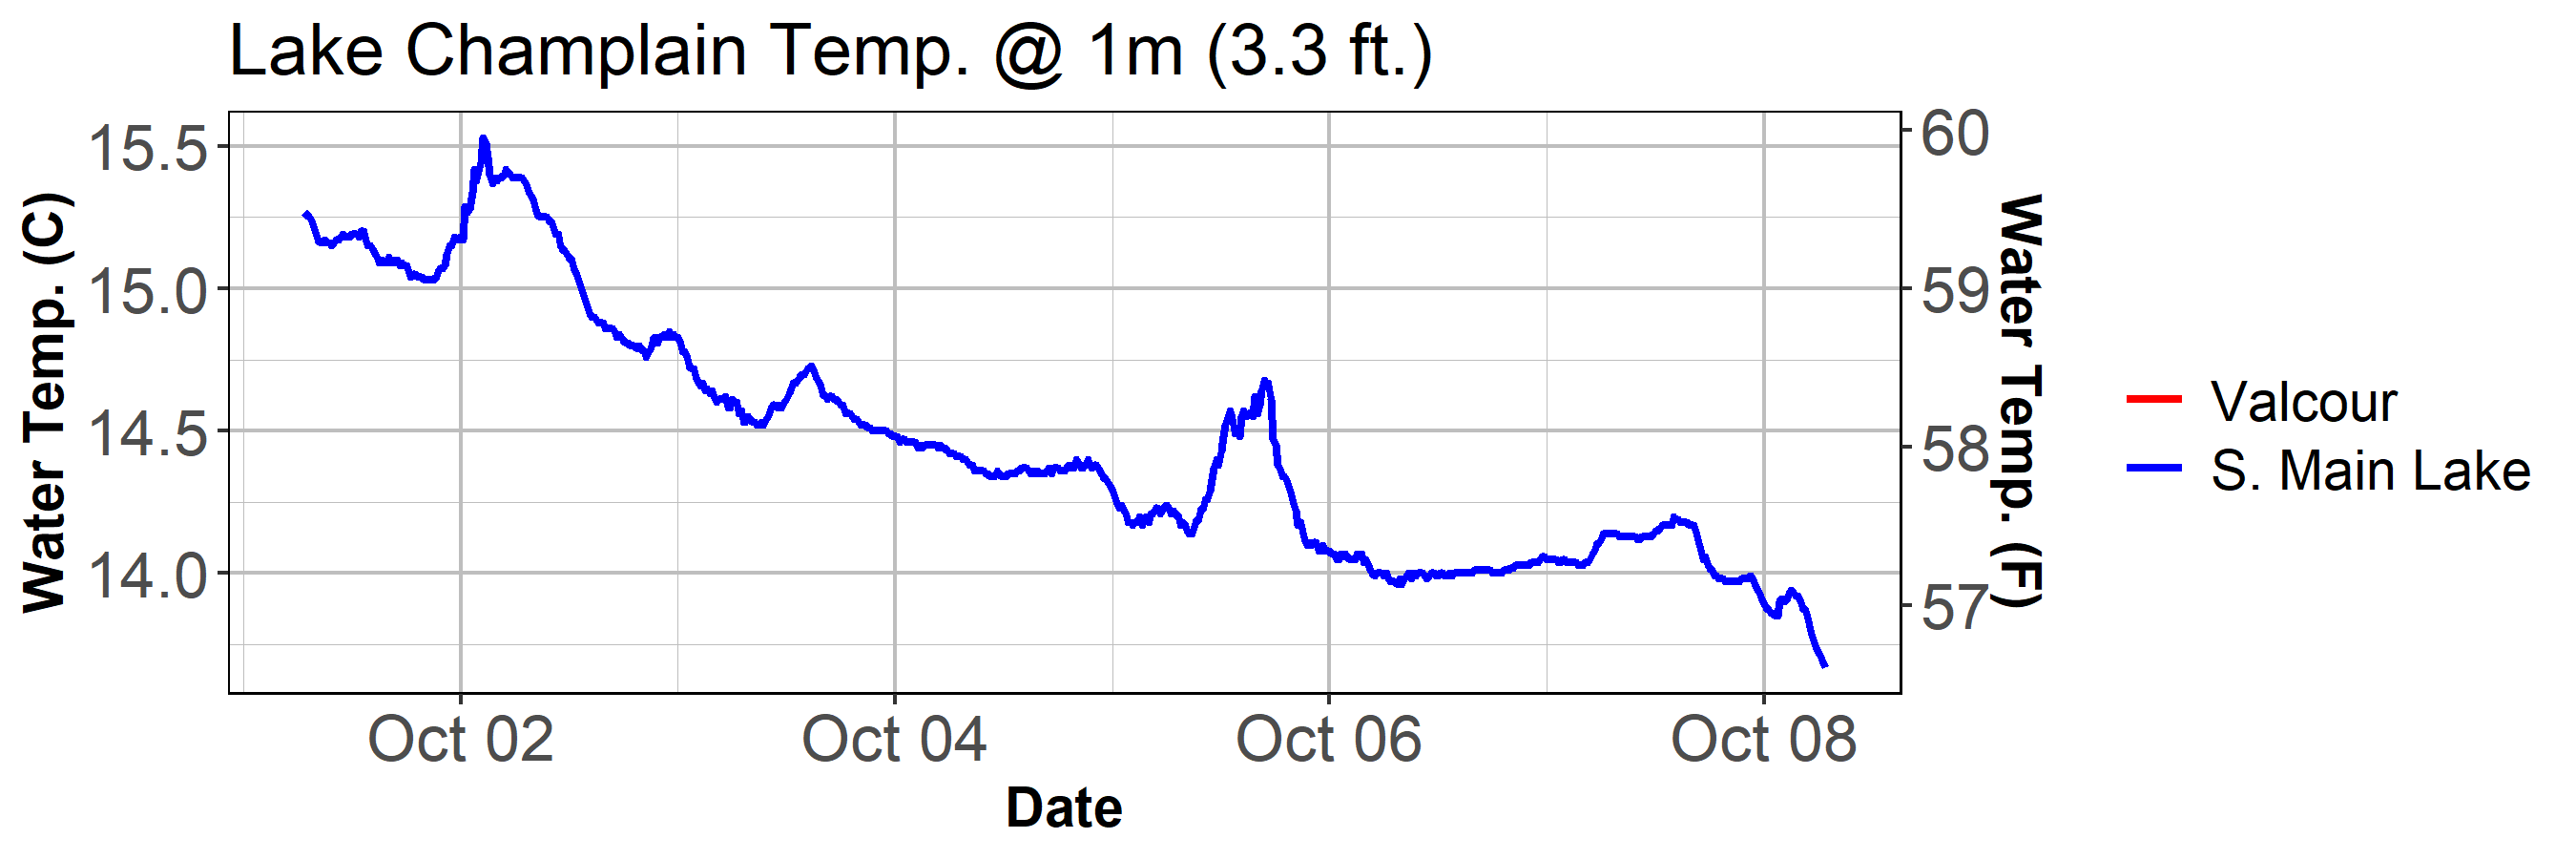 Lake Champlain Temp. @ 1m (3.3 ft.)
Water Temp. (C)
15.5
15.0
14.5
14.0
60
59
58
57
Water Temp. (F)
Valcour
S. Main Lake
Oct 02 Oct 04 Oct 06 Oct 08
Date